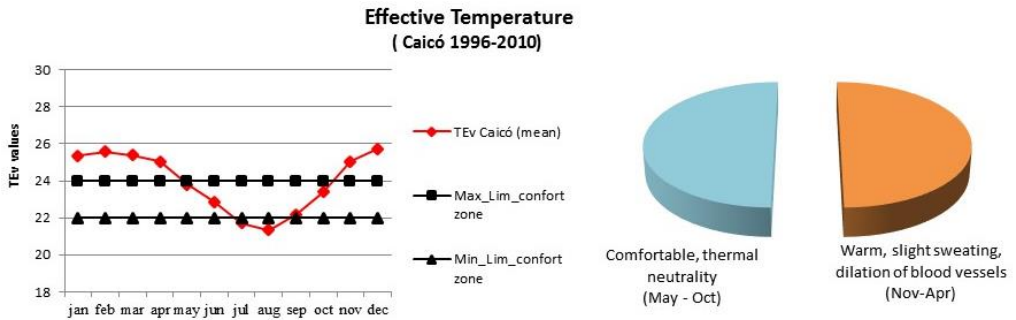 Effective Temperature
( Caicó 1996-2010)
TEv values
30
28
26
24
22
20
18
jan feb mar apr may jun jul aug sep oct nov dec
TEv Caicó (mean)
Max_Lim_confort
zone
Min_Lim_confort
zone
Comfortable, thermal
neutrality
(May - Oct)
Warm, slight sweating,
dilation of blood vessels
(Nov-Apr)